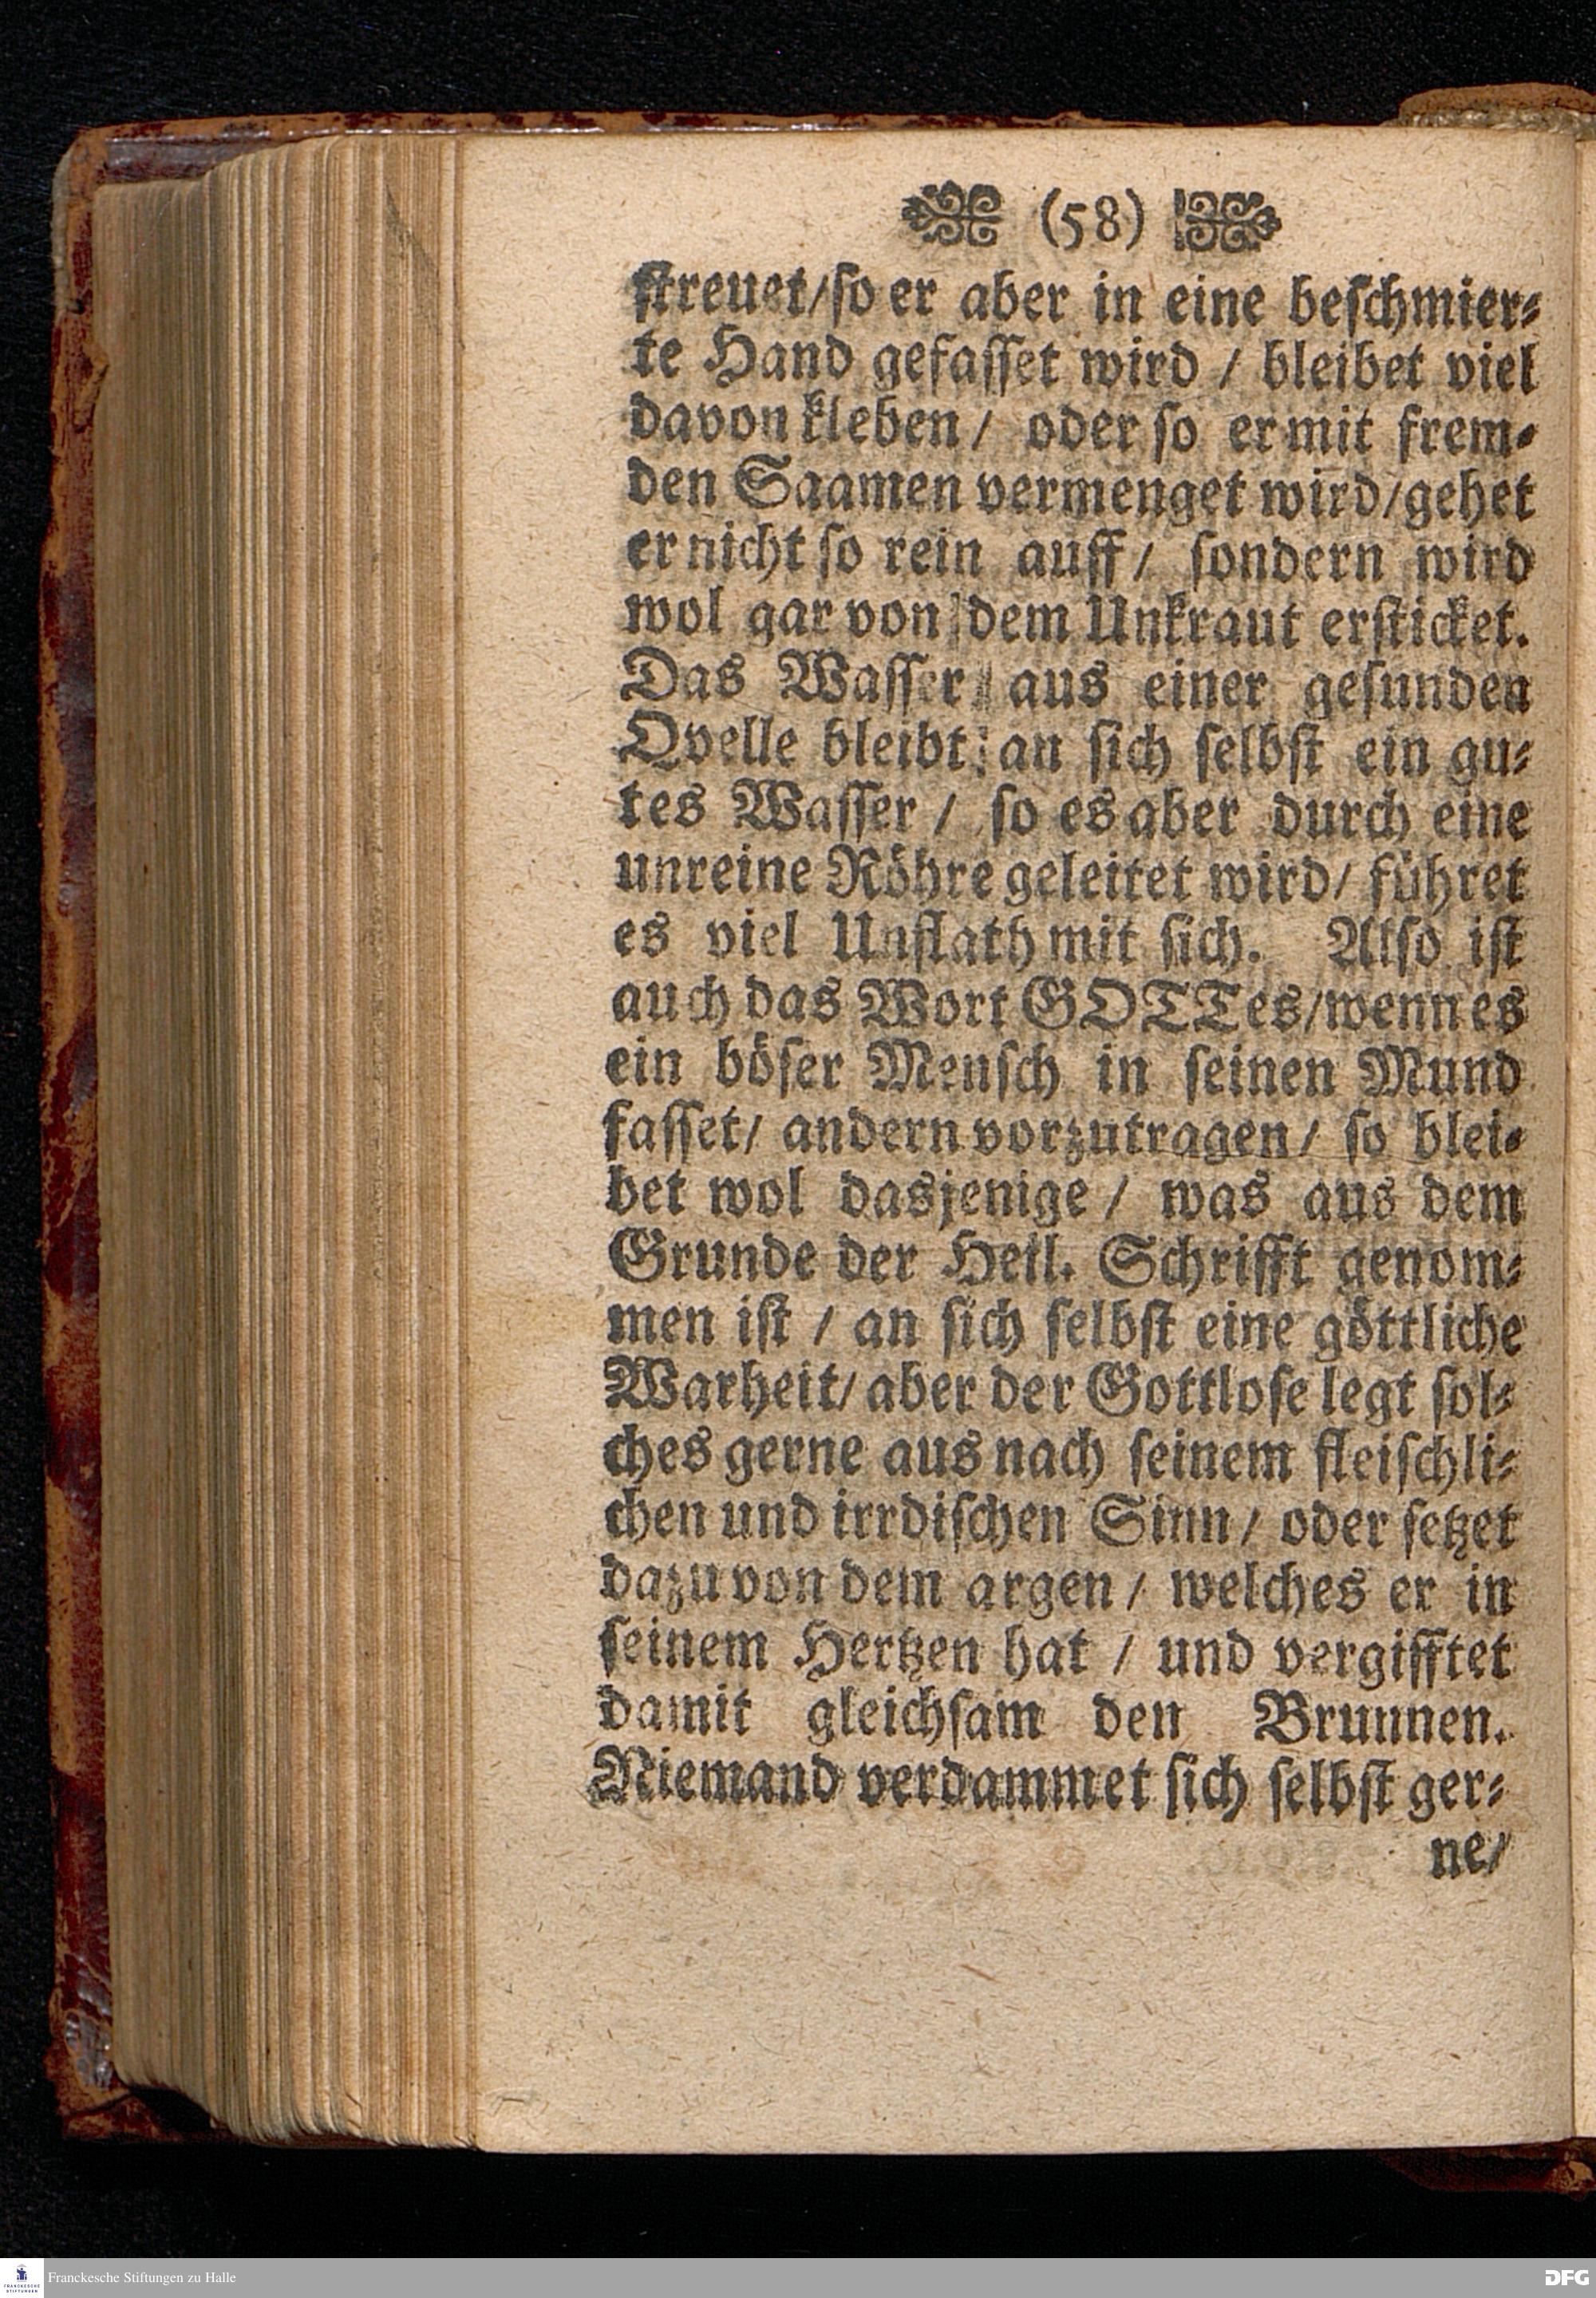 (58)
ſtreuet/ſo er aber in eine beſchmier⸗
te Hand gefaſſet wird / bleibet viel
davon kleben / oder ſo er mit frem⸗
den Saamen vermenget wird/gehet
er nicht ſo rein auff / ſondern wird
wol gar von dem Unkraut erſticket.
Das Waſſer aus einer geſunden
Qvelle bleibt an ſich ſelbſt ein gu⸗
tes Waſſer / ſo es aber durch eine
unreine Röhre geleitet wird/ führet
es viel Unflath mit ſich. Alſo iſt
auch das Wort GOTTes/wenn es
ein böſer Menſch in ſeinen Mund
faſſet/ andern vorzutragen/ ſo blei⸗
bet wol dasjenige / was aus dem
Grunde der Heil. Schrifft genom⸗
men iſt / an ſich ſelbſt eine göttliche
Warheit/ aber der Gottloſe legt ſol⸗
ches gerne aus nach ſeinem fleiſchli⸗
chen und irrdiſchen Sinn / oder ſetzet
dazu von dem argen / welches er in
ſeinem Hertzen hat / und vergifftet
damit gleichſam den Brunnen.
Niemand verdammet ſich ſelbſt ger⸗
ne/
FRANCKESCHE
STIFTUNGEN
Franckesche Stiftungen zu Halle
DFG